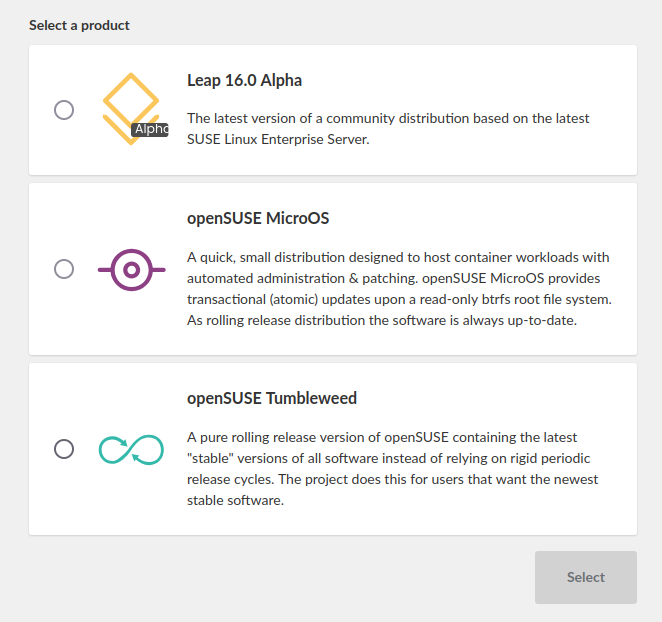 Select a product
Leap 16.0 Alpha
Alpha
The latest version of a community distribution based on the latest
SUSE Linux Enterprise Server.
openSUSE MicroOS
A quick, small distribution designed to host container workloads with
automated administration & patching. openSUSE MicroOS provides
transactional (atomic) updates upon a read-only btrfs root file system.
As rolling release distribution the software is always up-to-date.
openSUSE Tumbleweed
A pure rolling release version of openSUSE containing the latest
"stable" versions of all software instead of relying on rigid periodic
release cycles. The project does this for users that want the newest
stable software.
Select